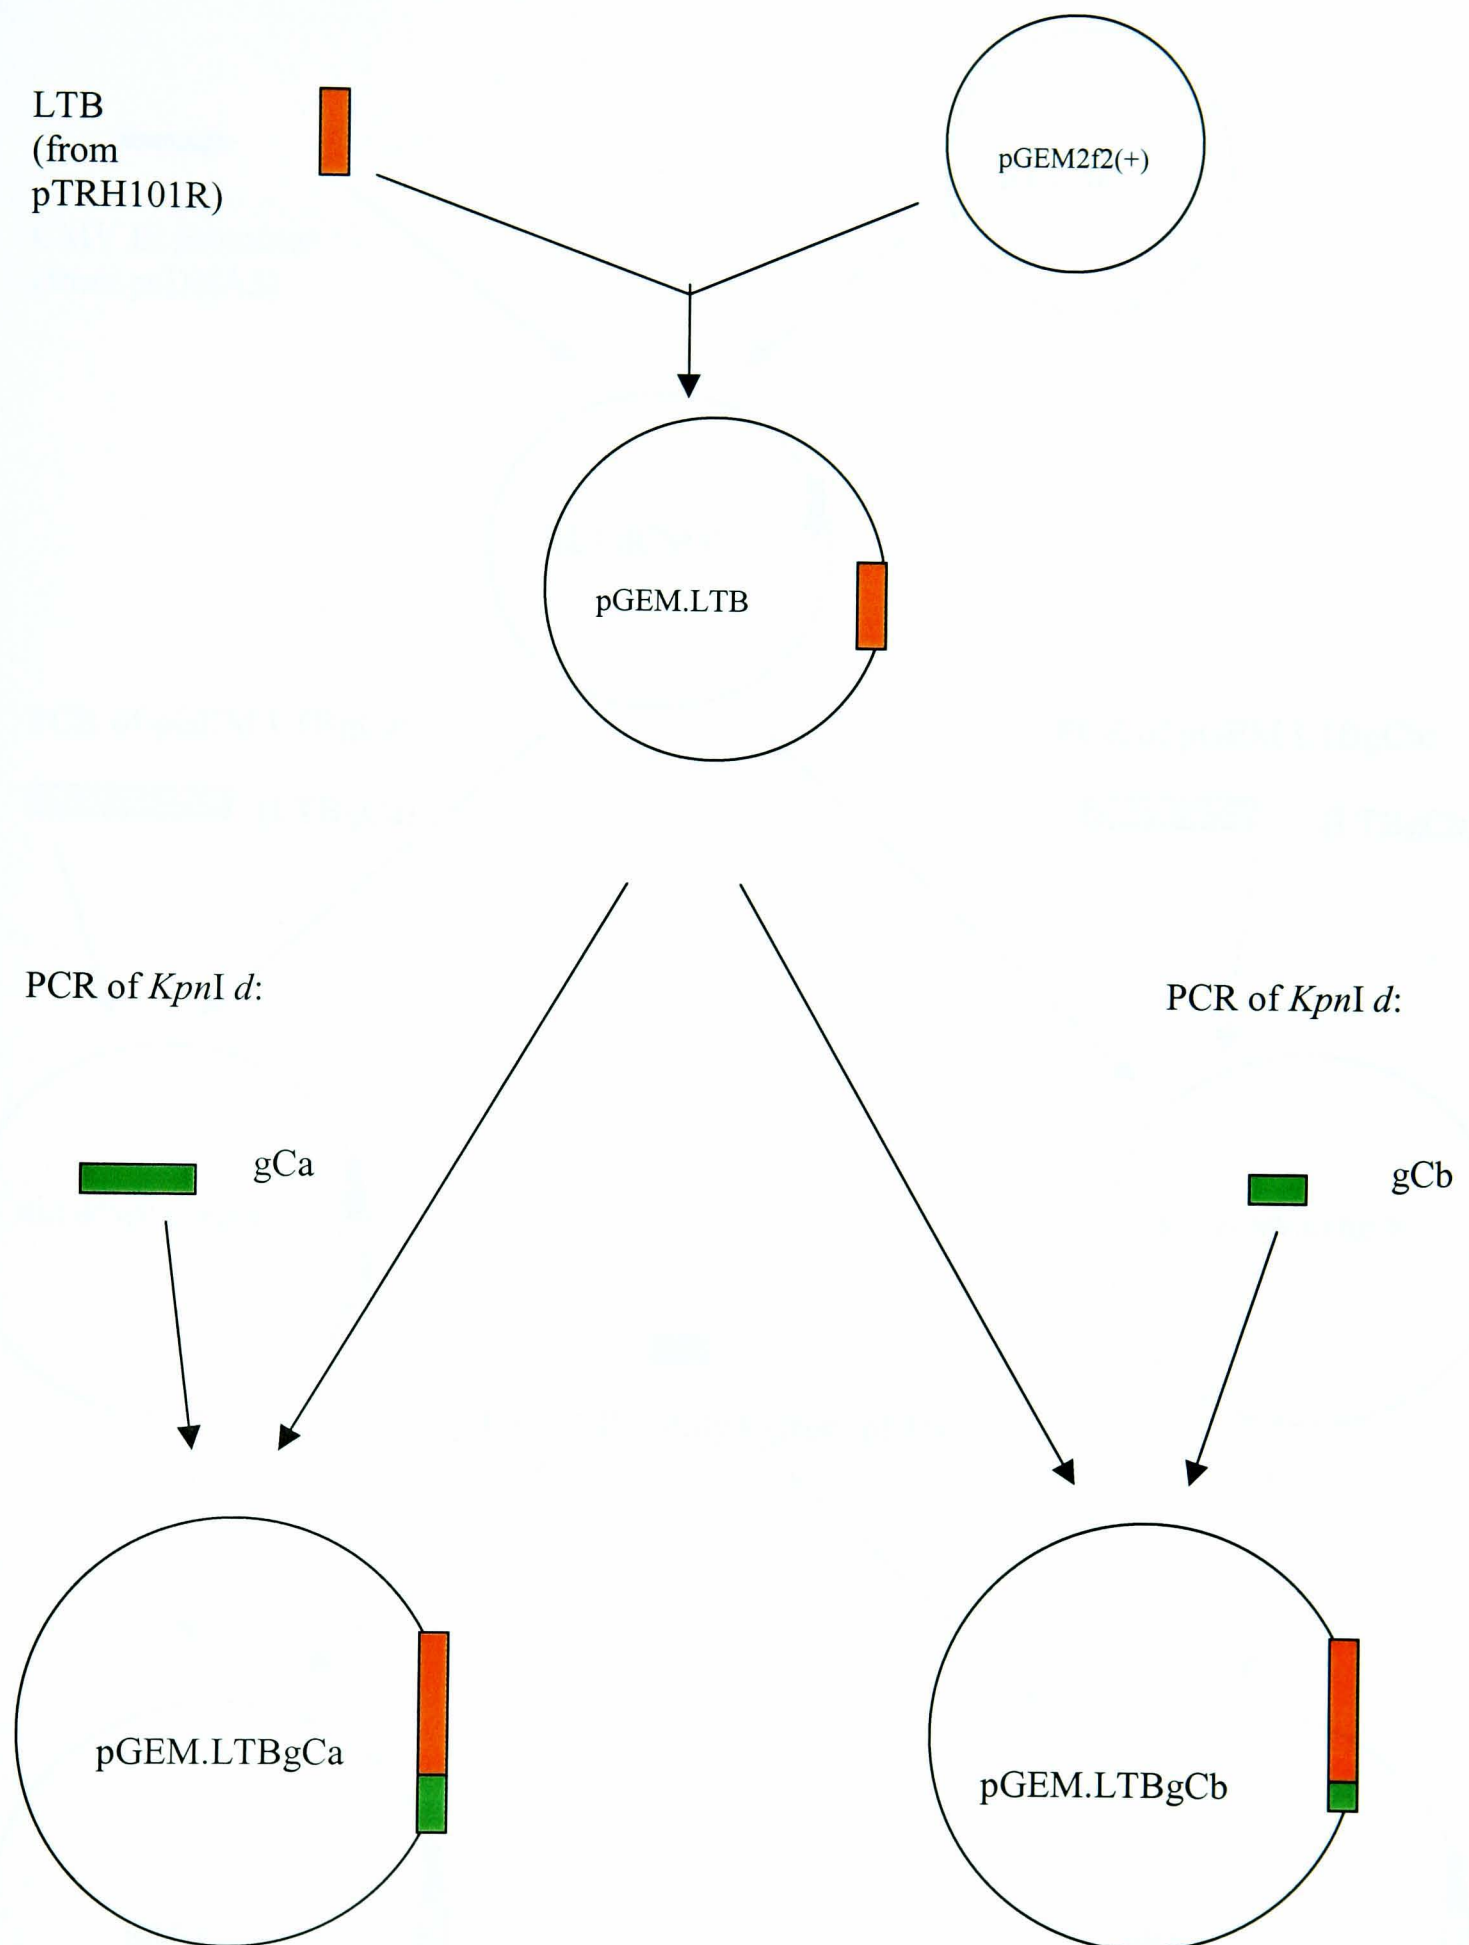 LTB
(from
pTRH101R)
pGEM2f2(+)
pGEM.LTB
PCR of KpnI d:
PCR of KpnI d:
gCa
gCb
pGEM.LTBgCa
pGEM.LTBgCb